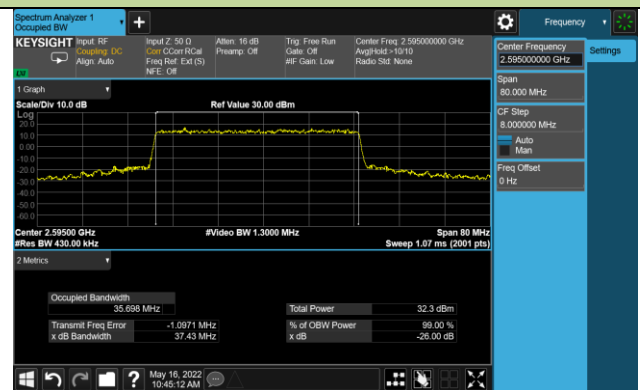 Spectrum Analyzer 1
Occupied BW
Frequency
KEYSIGHT
Input: RF
Coupling: DC
Align: Auto
Input Z: 50 Ω
Corr CCorr RCal
Freq Ref: Ext (S)
NFE: Off
Atten: 16 dB
Preamp: Off
Trig: Free Run
Gate: Off
#IF Gain: Low
Center Freq: 2.595000000 GHz
Avg|Hold:>10/10
Radio Std: None
1 Graph
Scale/Div 10.0 dB
Ref Value 30.00 dBm
Log
20.0
10.0
0.00
-10.0
-20.0
-30.0
-40.0
-50.0
-60.0
Center 2.59500 GHz
#Video BW 1.3000 MHz
Span 80 MHz
#Res BW 430.00 kHz
Sweep 1.07 ms (2001 pts)
2 Metrics
Occupied Bandwidth
35.698 MHz
Transmit Freq Error -1.0971 MHz
x dB Bandwidth 37.43 MHz
Total Power 32.3 dBm
% of OBW Power 99.00 %
x dB -26.00 dB
Center Frequency
2.595000000 GHz
Settings
Span
80.000 MHz
CF Step
8.000000 MHz
Auto
Man
Freq Offset
0 Hz
May 16, 2022
10:45:12 AM